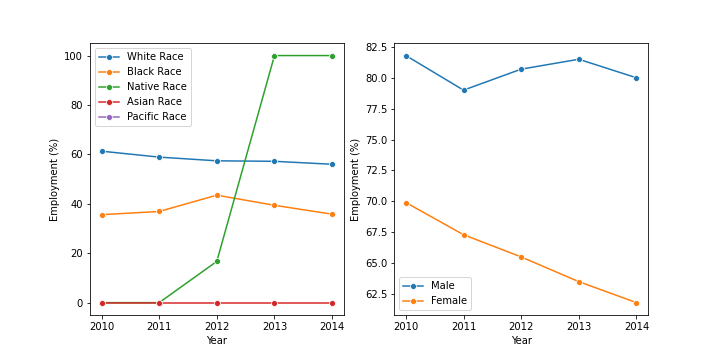 White Race
Black Race
Native Race
Asian Race
Pacific Race
100
80
60
40
20
0
Employment (%)
2010 2011 2012 2013 2014
Year
82.5
80.0
77.5
75.0
72.5
70.0
67.5
65.0
62.5
Employment (%)
Male
Female
2010 2011 2012 2013 2014
Year